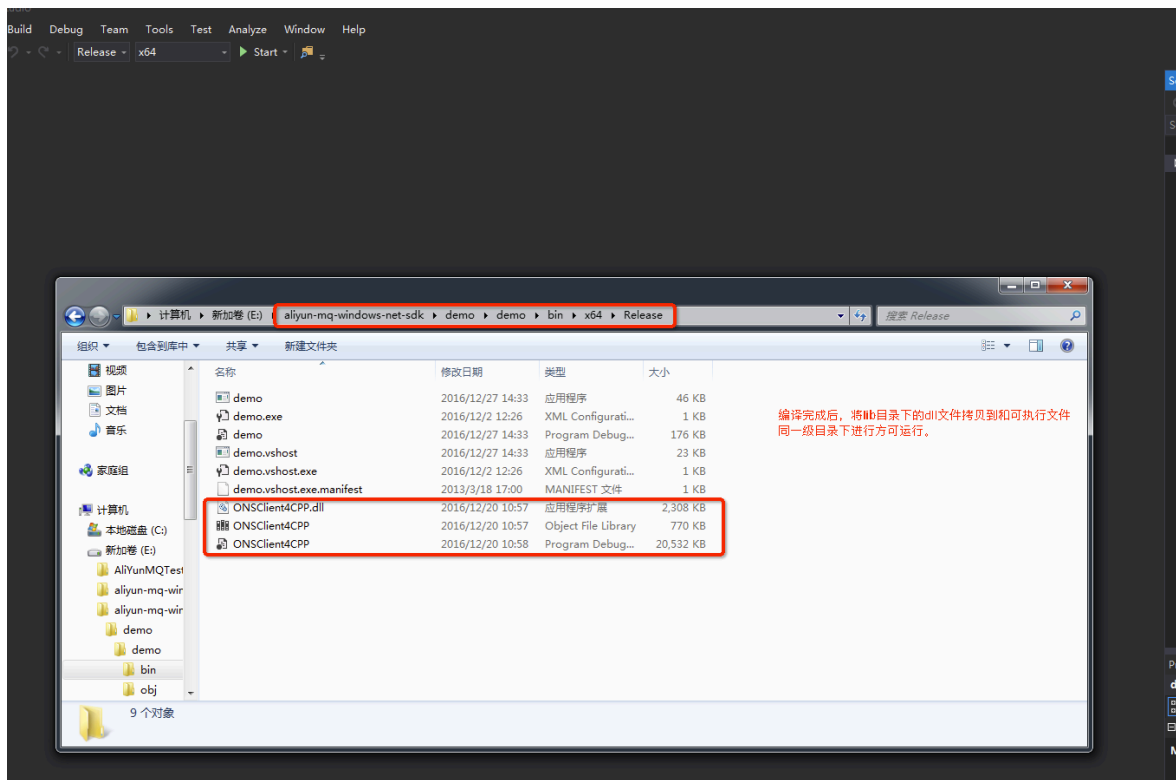 Build Debug Team Tools Test Analyze Window Help
Release x64 Start
计算机 新加卷 (E:) aliyun-mq-windows-net-sdk demo demo bin x64 Release 搜索 Release
组织 包含到库中 共享 新建文件夹
视频
图片
文档
音乐
家庭组
计算机
本地磁盘 (C:)
新加卷 (E:)
AliYunMQTest
aliyun-mq-wir
aliyun-mq-wir
demo
demo
bin
obj
名称 修改日期 类型 大小
demo 2016/12/27 14:33 应用程序 46 KB
demo.exe 2016/12/2 12:26 XML Configurati... 1 KB
demo 2016/12/27 14:33 Program Debug... 176 KB
demo.vshost 2016/12/27 14:33 应用程序 23 KB
demo.vshost.exe 2016/12/2 12:26 XML Configurati... 1 KB
demo.vshost.exe.manifest 2013/3/18 17:00 MANIFEST 文件 1 KB
ONSClient4CPP.dll 2016/12/20 10:57 应用程序扩展 2,308 KB
ONSClient4CPP 2016/12/20 10:57 Object File Library 770 KB
ONSClient4CPP 2016/12/20 10:58 Program Debug... 20,532 KB
编译完成后，将lib目录下的dll文件拷贝到和可执行文件
同一级目录下进行方可运行。
9 个对象